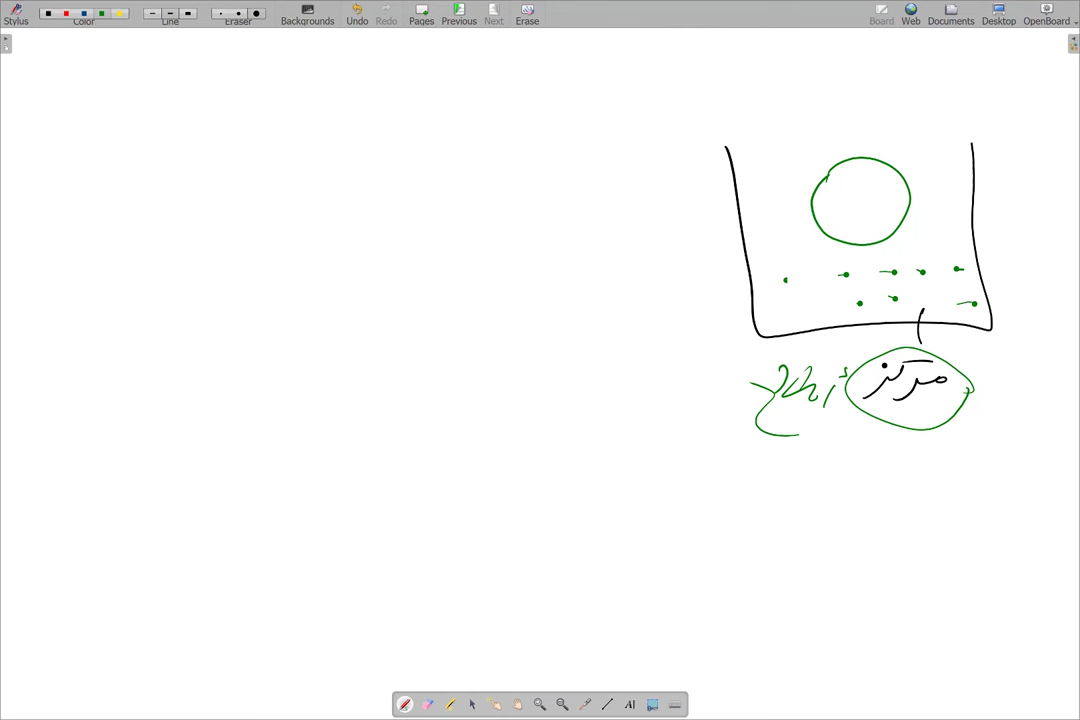 Stylus
Color
Line
Eraser
Backgrounds
Undo
Redo
Pages
Previous
Next
Erase
Board
Web
Documents
Desktop
OpenBoard
مرکز